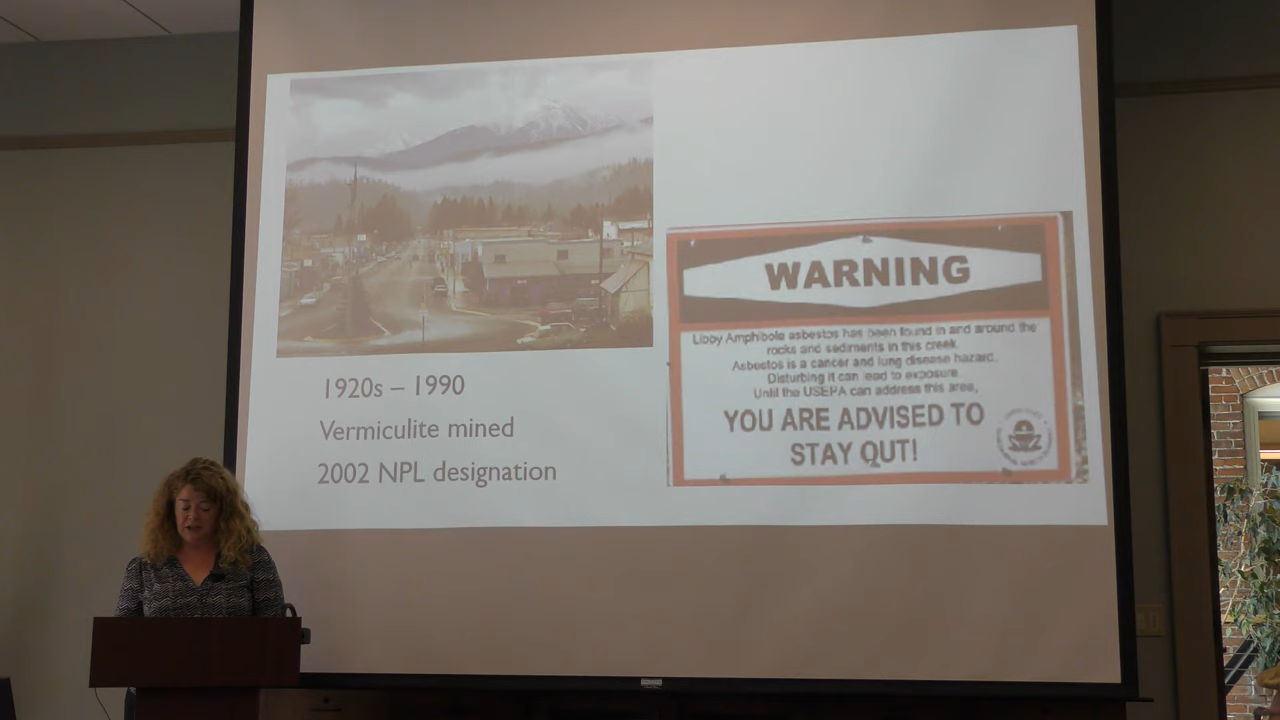 1920s – 1990
Vermiculite mined
2002 NPL designation
WARNING
Libby Amphibole asbestos has been found in and around the
rocks and sediments in this creek.
Asbestos is a cancer and lung disease hazard.
Disturbing it can lead to exposure.
Until the USEPA can address this area,
YOU ARE ADVISED TO
STAY OUT!